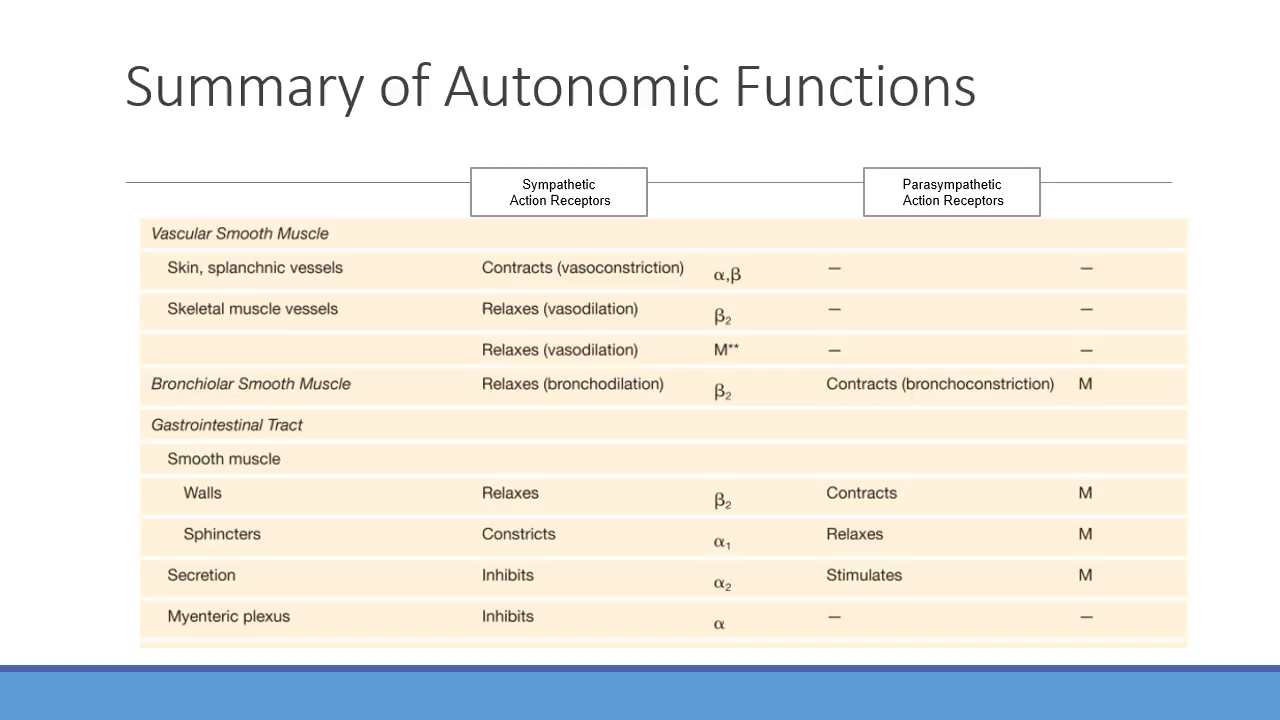 Summary of Autonomic Functions
Sympathetic
Action Receptors
Parasympathetic
Action Receptors
Vascular Smooth Muscle
Skin, splanchnic vessels Contracts (vasoconstriction) α,β — —
Skeletal muscle vessels Relaxes (vasodilation) β₂ — —
Relaxes (vasodilation) M** — —
Bronchiolar Smooth Muscle Relaxes (bronchodilation) β₂ Contracts (bronchoconstriction) M
Gastrointestinal Tract
Smooth muscle
Walls Relaxes β₂ Contracts M
Sphincters Constricts α₁ Relaxes M
Secretion Inhibits α₂ Stimulates M
Myenteric plexus Inhibits α — —